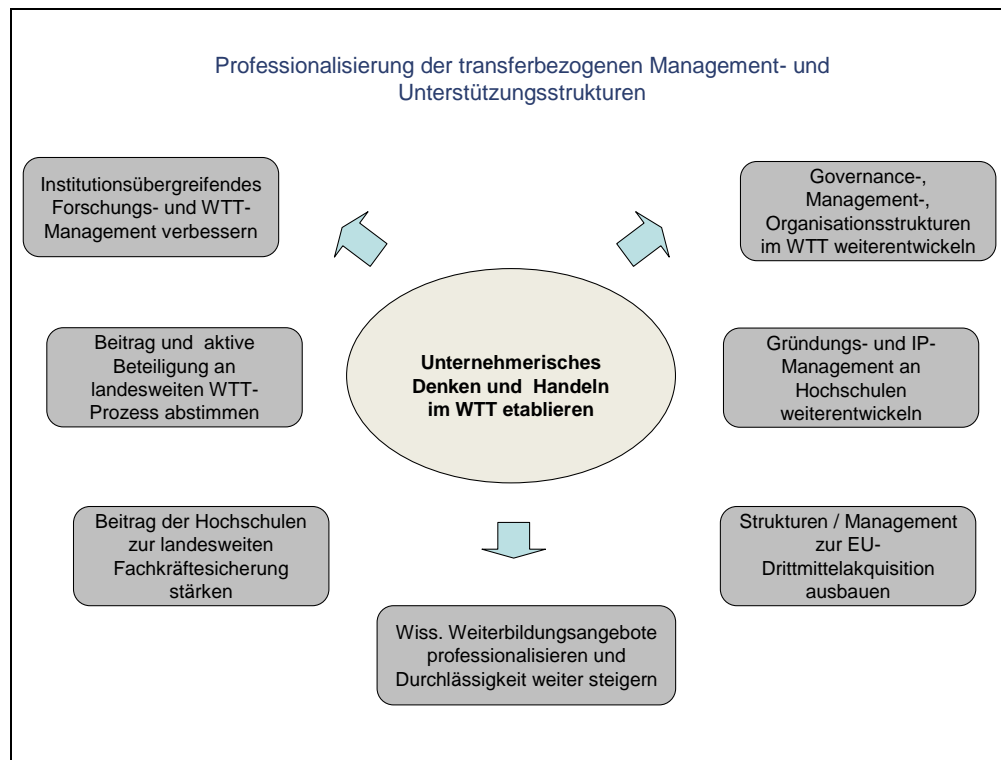 Professionalisierung der transferbezogenen Management- und
Unterstützungsstrukturen
Institutionsübergreifendes
Forschungs- und WTT-
Management verbessern
Governance-,
Management-,
Organisationsstrukturen
im WTT weiterentwickeln
Beitrag und aktive
Beteiligung an
landesweiten WTT-
Prozess abstimmen
Unternehmerisches
Denken und Handeln
im WTT etablieren
Gründungs- und IP-
Management an
Hochschulen
weiterentwickeln
Beitrag der Hochschulen
zur landesweiten
Fachkräftesicherung
stärken
Strukturen / Management
zur EU-
Drittmittelakquisition
ausbauen
Wiss. Weiterbildungsangebote
professionalisieren und
Durchlässigkeit weiter steigern